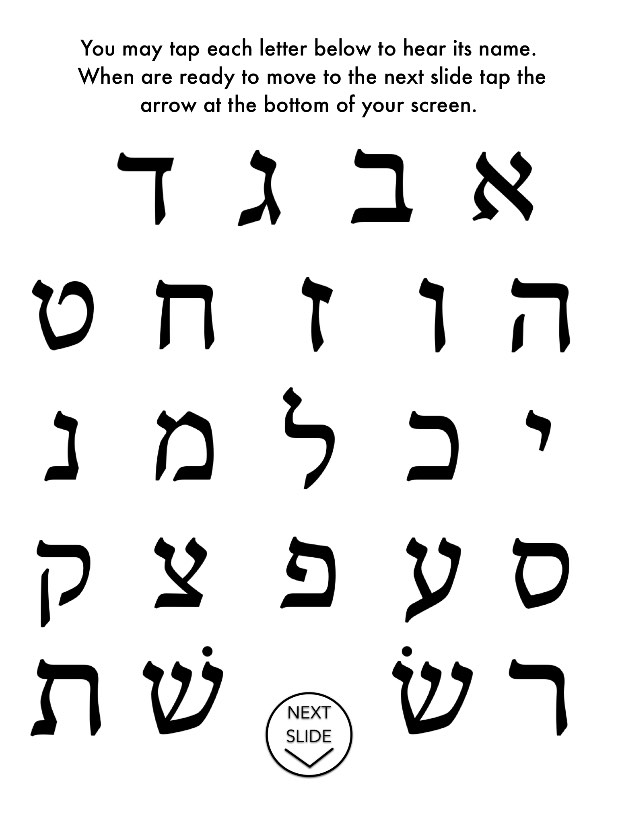 You may tap each letter below to hear its name.
When are ready to move to the next slide tap the
arrow at the bottom of your screen.
א ב ג ד
ה ו ז ח ט
י כ ל מ נ
ס ע פ צ ק
ר שׂ שׁ ת
NEXT
SLIDE